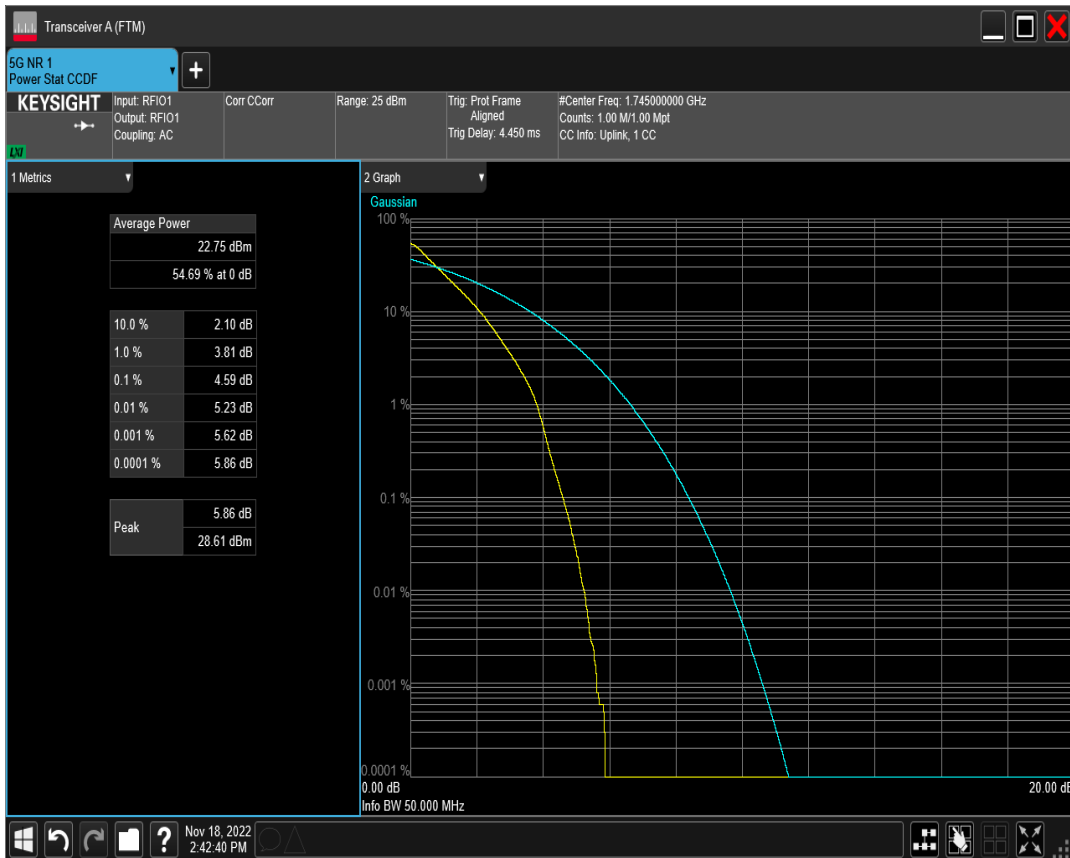 Transceiver A (FTM)
5G NR 1
Power Stat CCDF
+
KEYSIGHT
LXI
Input: RFIO1
Output: RFIO1
Coupling: AC
Corr CCorr
Range: 25 dBm
Trig: Prot Frame
Aligned
Trig Delay: 4.450 ms
#Center Freq: 1.745000000 GHz
Counts: 1.00 M/1.00 Mpt
CC Info: Uplink, 1 CC
1 Metrics
Average Power
22.75 dBm
54.69 % at 0 dB
10.0 % 2.10 dB
1.0 % 3.81 dB
0.1 % 4.59 dB
0.01 % 5.23 dB
0.001 % 5.62 dB
0.0001 % 5.86 dB
Peak 5.86 dB
28.61 dBm
2 Graph
Gaussian
100 %
10 %
1 %
0.1 %
0.01 %
0.001 %
0.0001 %
0.00 dB 20.00 dB
Info BW 50.000 MHz
? Nov 18, 2022
2:42:40 PM